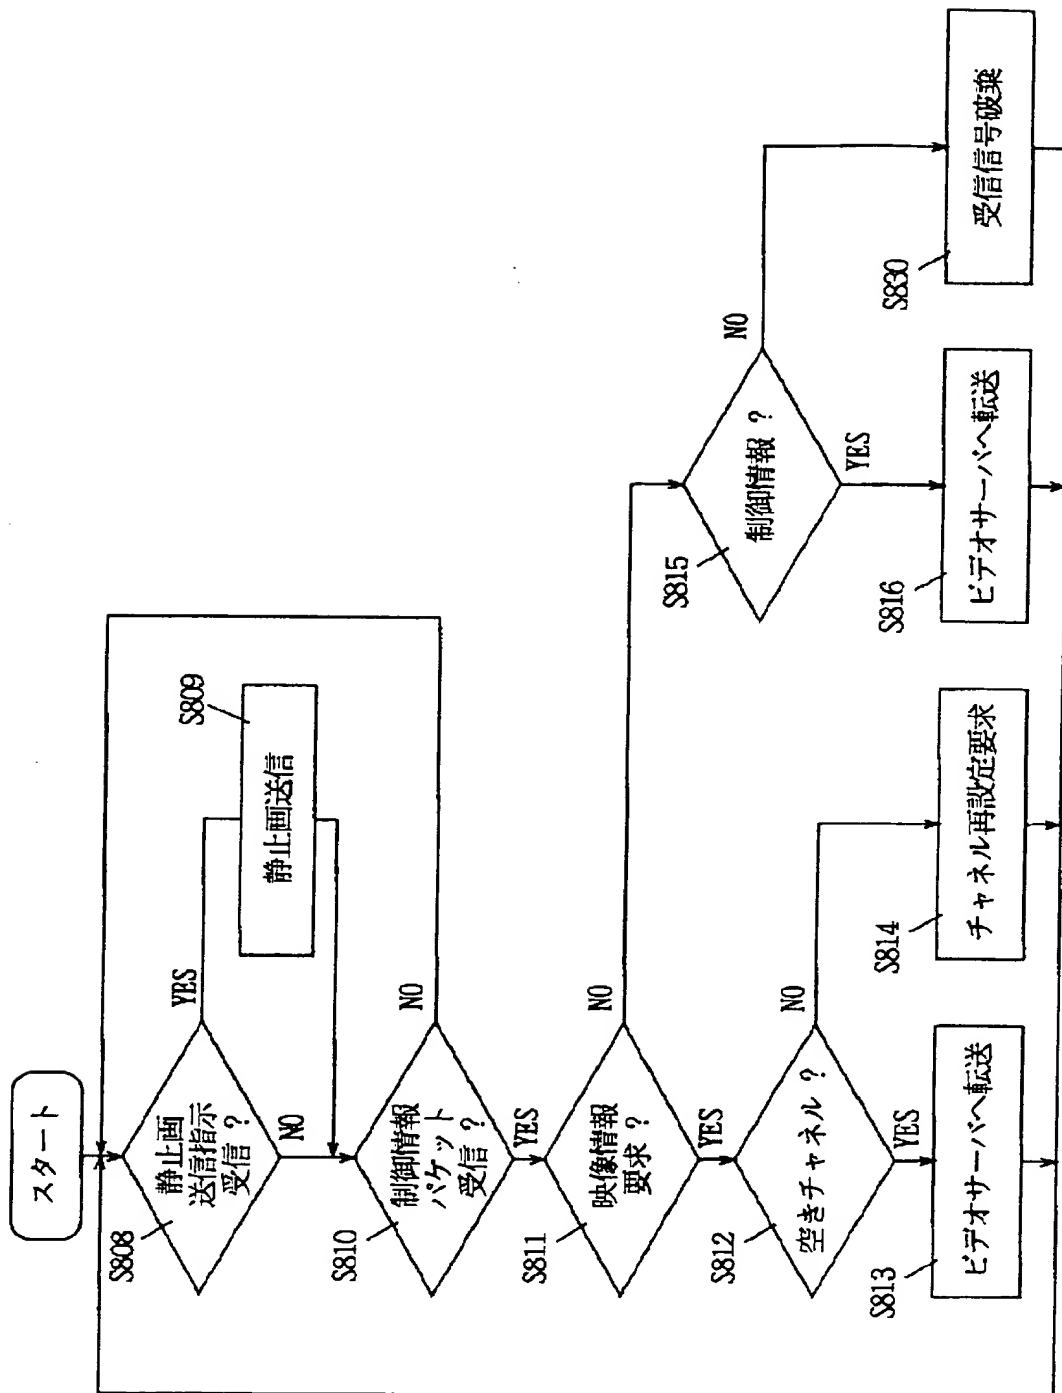 スタート
S808
静止画
送信指示
受信?
YES
NO
S809
静止画送信
S810
制御情報
パケット
受信?
NO
YES
S811
映像情報
要求?
NO
YES
S812
空きチャネル?
NO
YES
S813
ビデオサーバへ転送
S814
チャネル再設定要求
S815
制御情報?
NO
YES
S816
ビデオサーバへ転送
S830
受信信号破棄